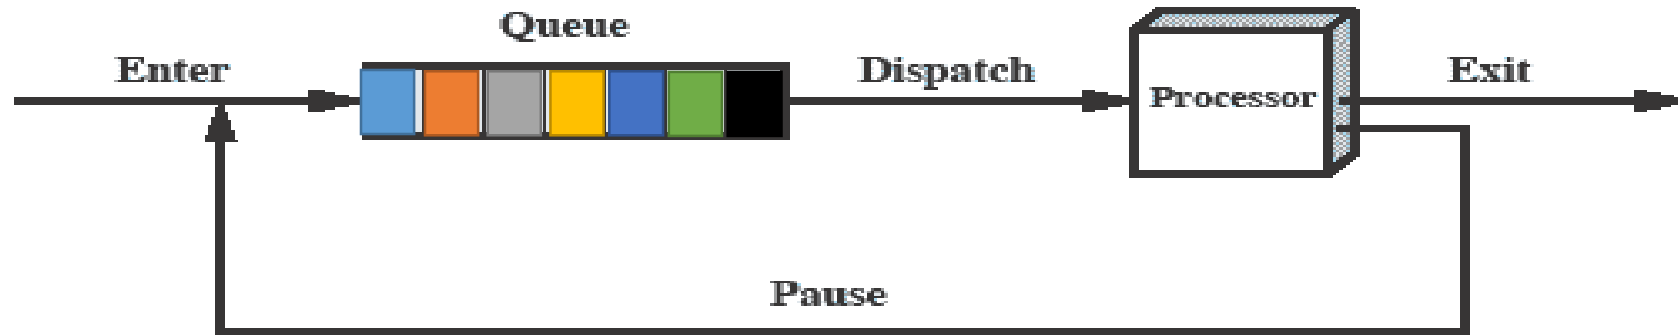 Queue
Enter
Dispatch
Processor
Exit
Pause